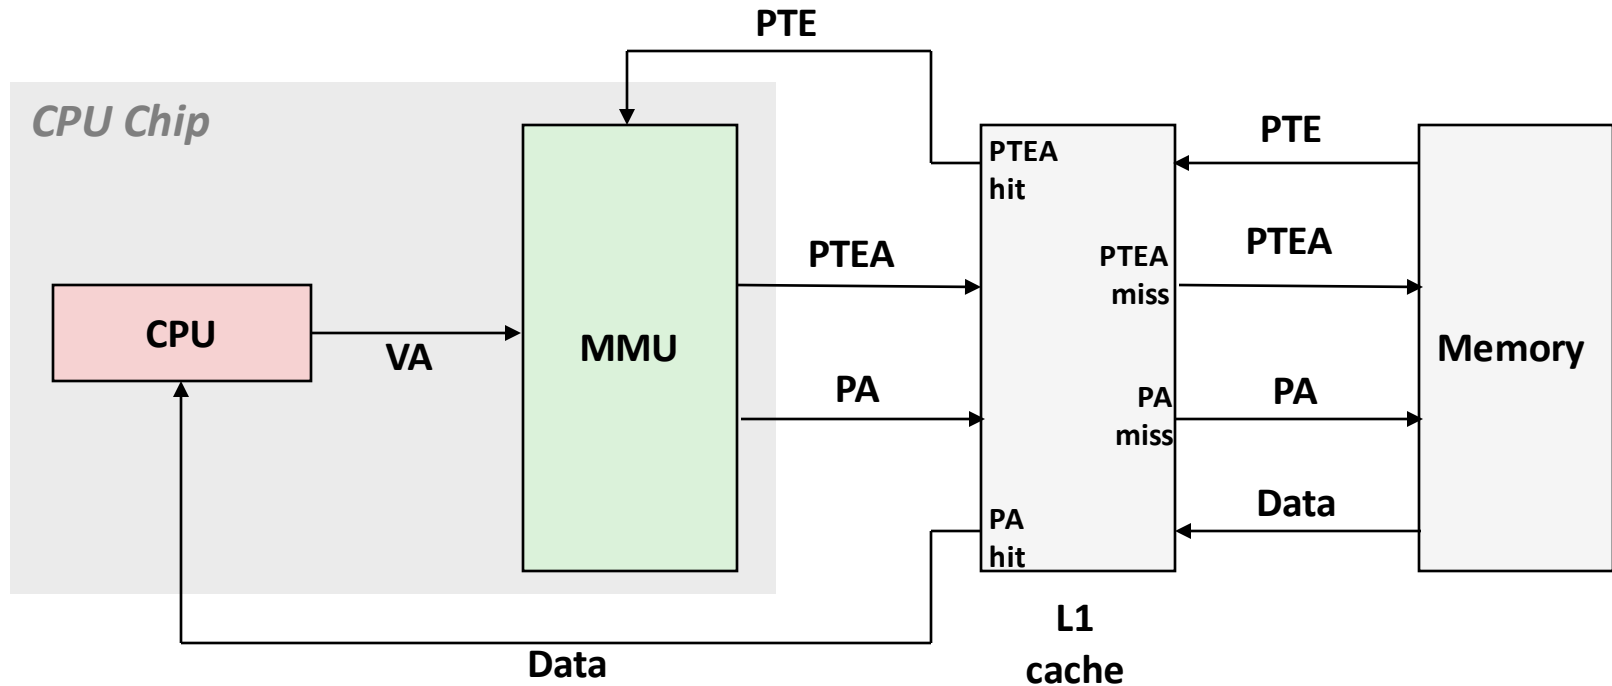 PTE
CPU Chip
PTEA
hit
PTE
PTEA
PTEA
miss
PTEA
CPU
VA
MMU
Memory
PA
PA
miss
PA
PA
hit
Data
L1
cache
Data